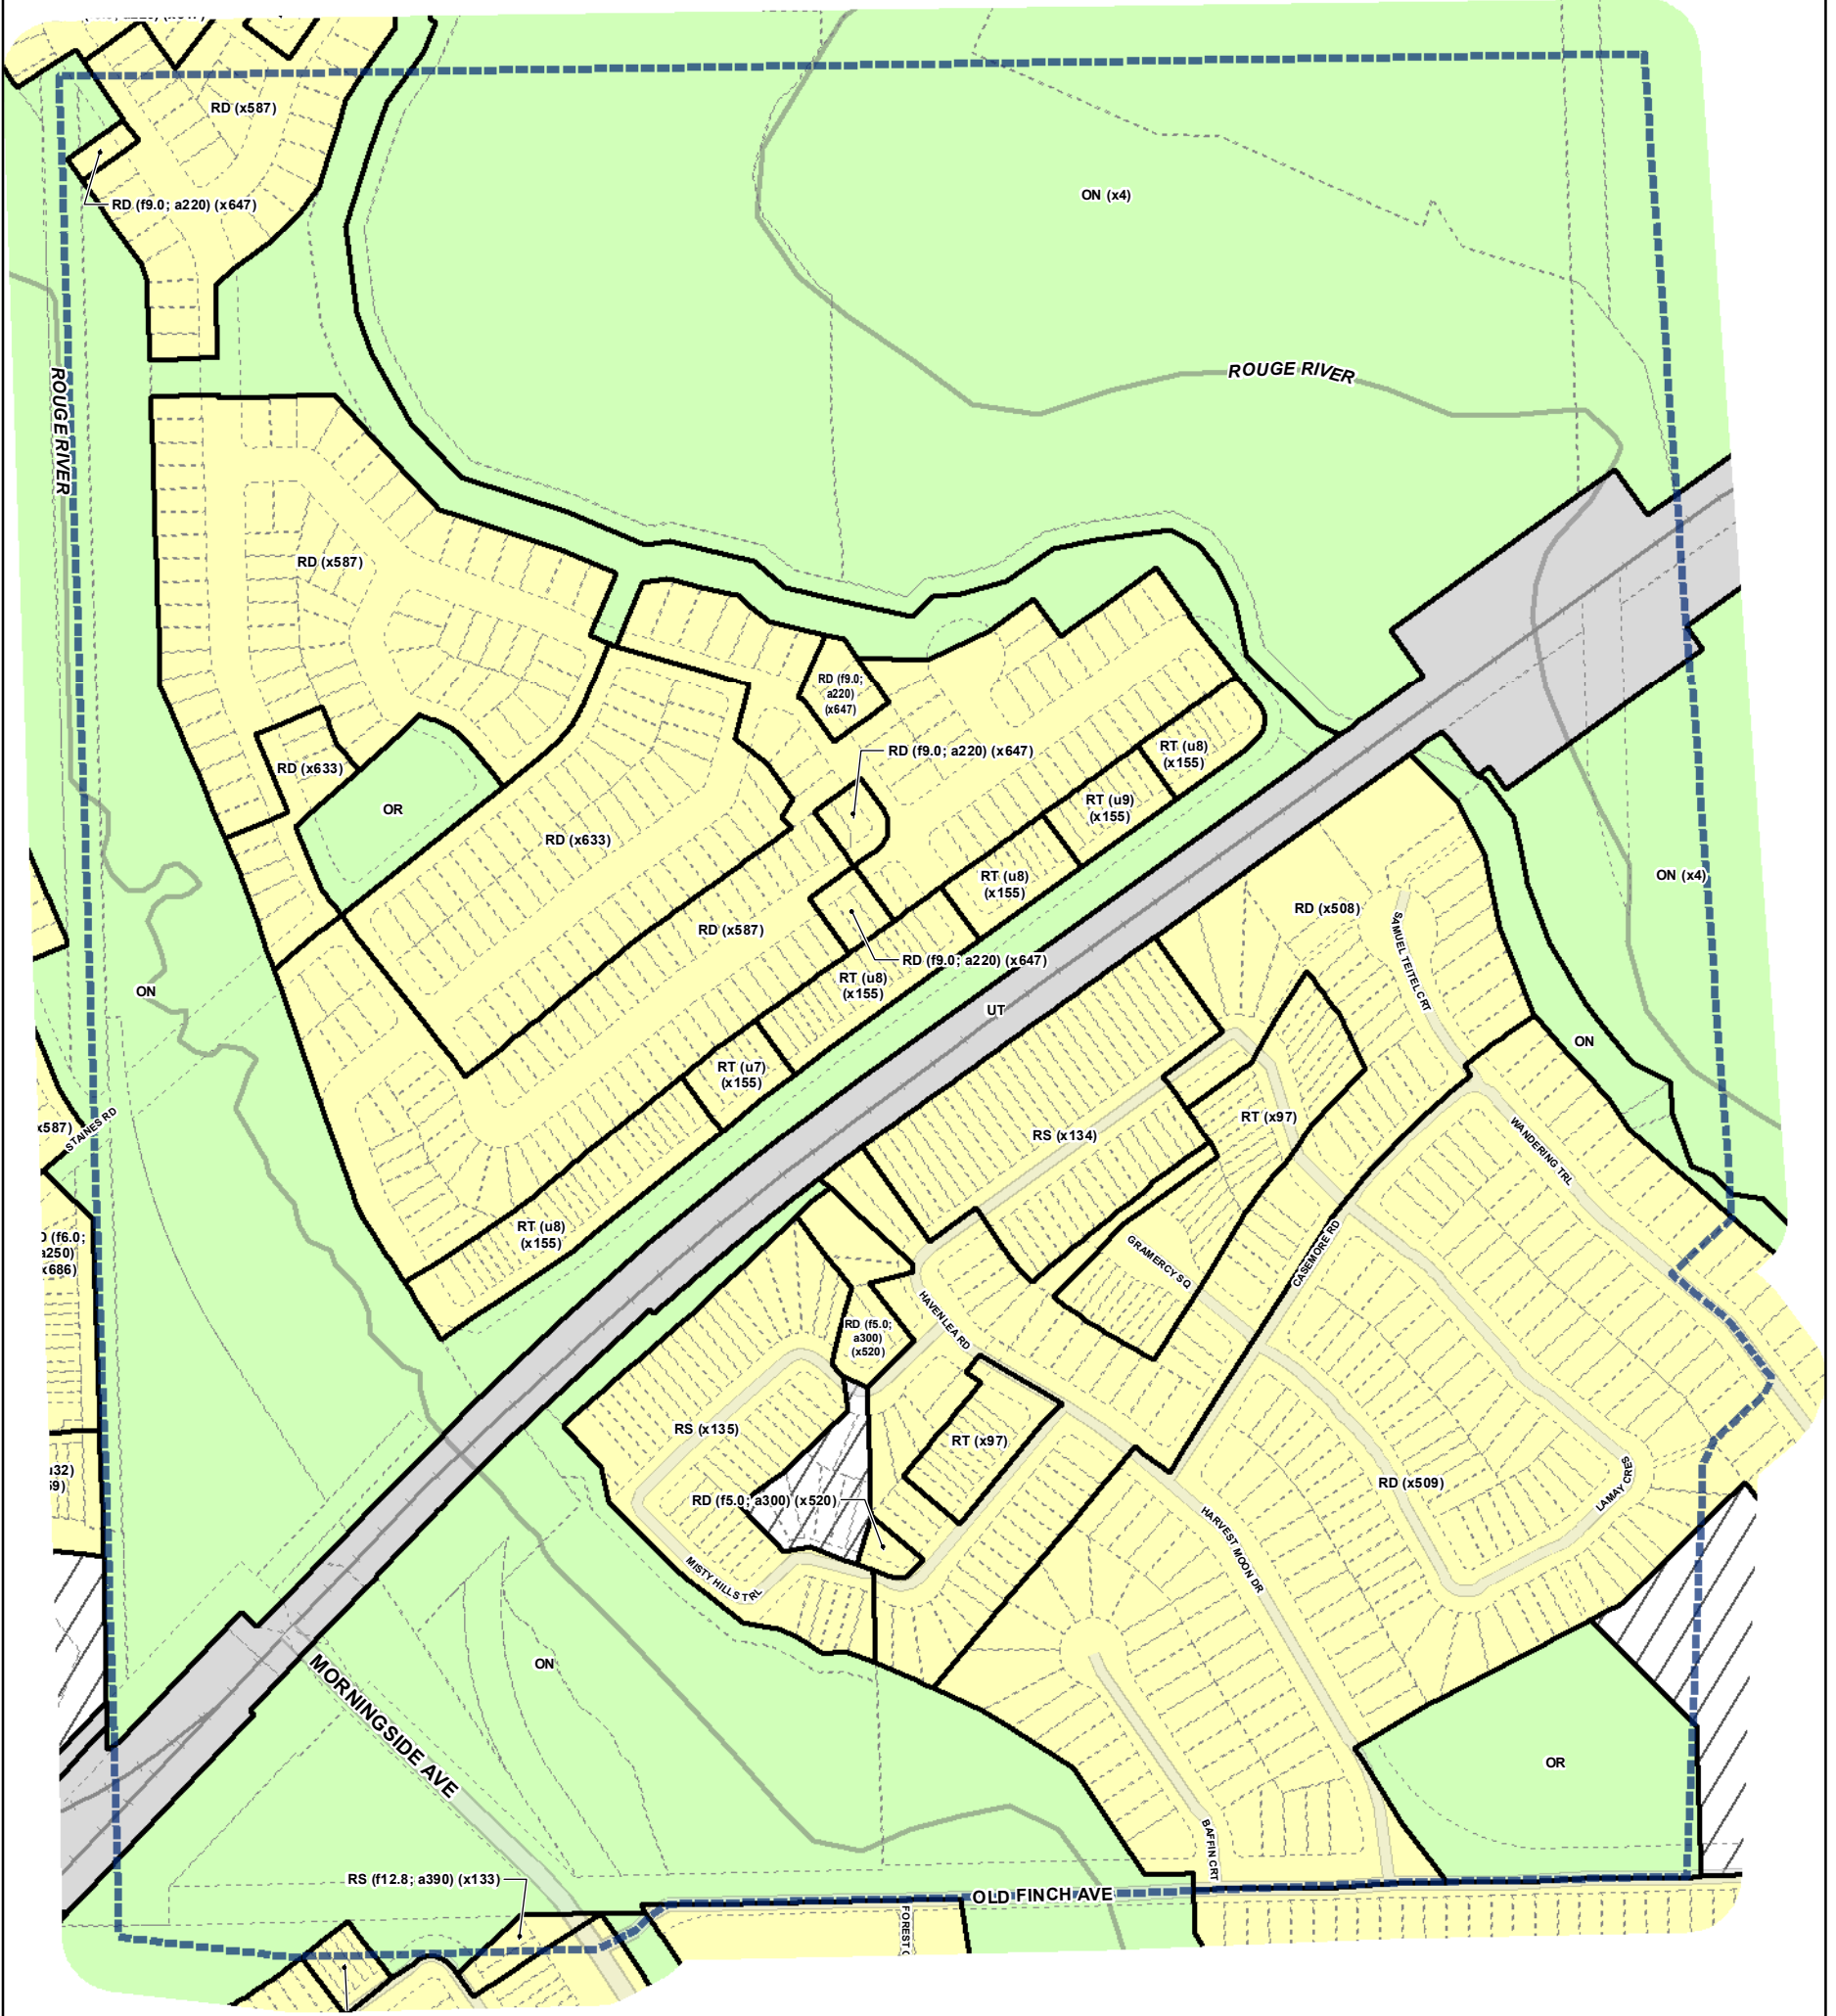 RD (x587)
RD (f9.0; a220) (x647)
ON (x4)
ROUGE RIVER
ROUGE RIVER
RD (x587)
RD (f9.0;
a220)
(x647)
RD (f9.0; a220) (x647)
RT (u8)
(x155)
RD (x633)
OR
RT (u9)
(x155)
RD (x633)
RT (u8)
(x155)
ON (x4)
RD (x508)
SAMUEL TEITEL CRT
RD (x587)
RD (f9.0; a220) (x647)
RT (u8)
(x155)
ON
UT
ON
RT (u7)
(x155)
x587)
STAINES RD
RS (x134)
RT (x97)
WANDERING TRL
RT (u8)
(x155)
(f6.0;
a250)
x686)
GRAMERCY SQ
CASEMORE RD
HAVENLEA RD
RD (f5.0;
a300)
(x520)
RS (x135)
RT (x97)
RD (x509)
LAMAY CRES
RD (f5.0; a300) (x520)
HARVEST MOON DR
MISTY HILLS TRL
ON
MORNINGSIDE AVE
OR
BAFFIN CRT
RS (f12.8; a390) (x133)
OLD FINCH AVE
FOREST